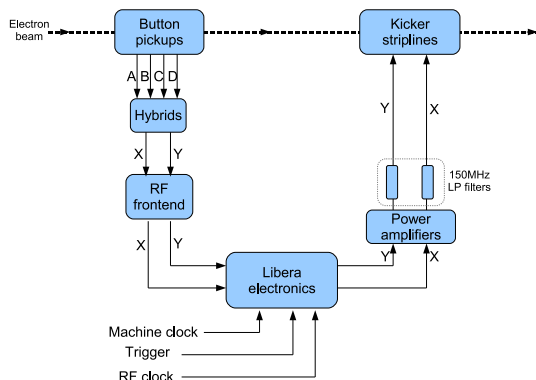 Electron
beam
Button
pickups
Kicker
striplines
A B C D
Hybrids
X Y
RF
frontend
X Y
Y X
150MHz
LP filters
Power
amplifiers
Y X
Libera
electronics
Machine clock
Trigger
RF clock